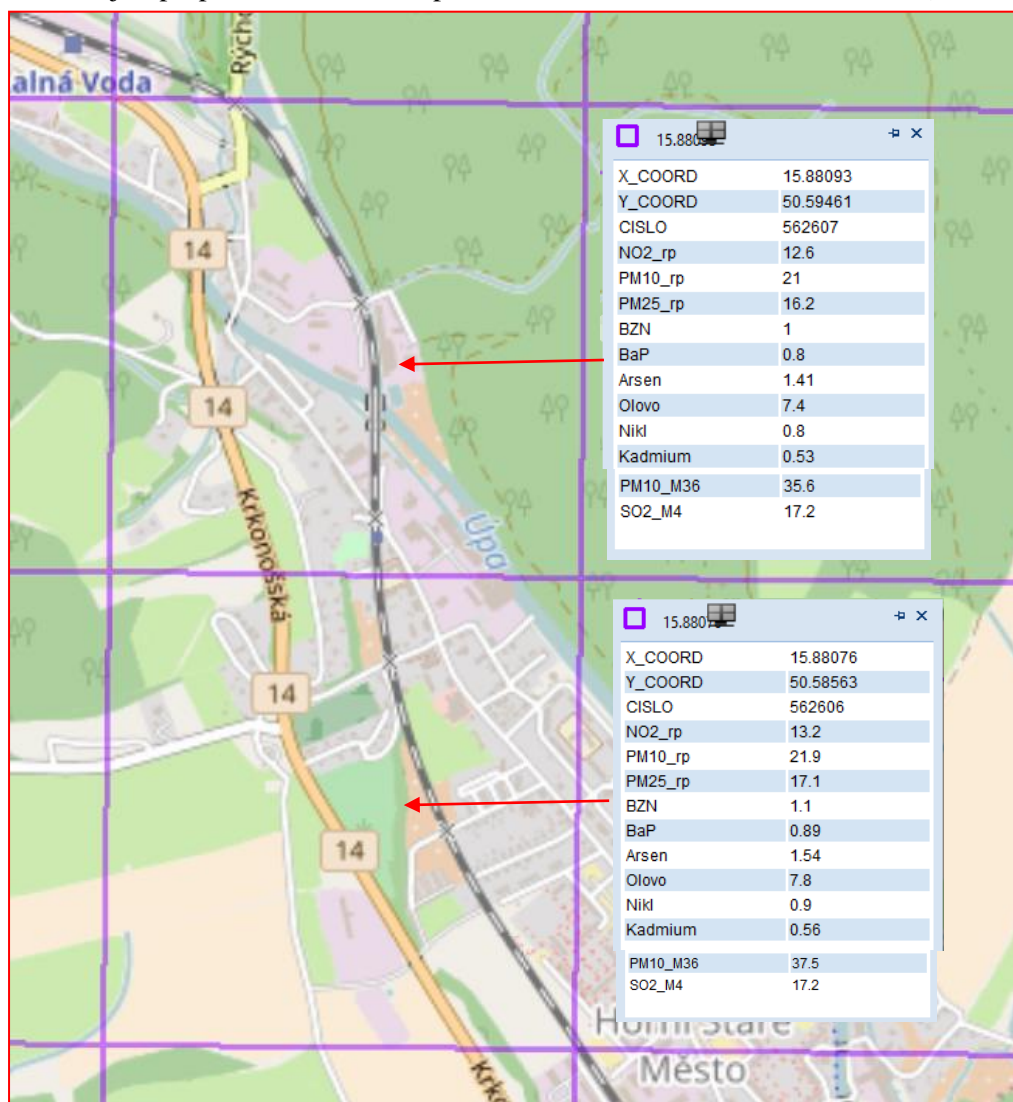 alná Voda
Rých
14
15.880
X_COORD 15.88093
Y_COORD 50.59461
CISLO 562607
NO2_rp 12.6
PM10_rp 21
PM25_rp 16.2
BZN 1
BaP 0.8
Arsen 1.41
Olovo 7.4
Nikl 0.8
Kadmium 0.53
PM10_M36 35.6
SO2_M4 17.2
14
Krkonošská
Úpa
14
15.880
X_COORD 15.88076
Y_COORD 50.58563
CISLO 562606
NO2_rp 13.2
PM10_rp 21.9
PM25_rp 17.1
BZN 1.1
BaP 0.89
Arsen 1.54
Olovo 7.8
Nikl 0.9
Kadmium 0.56
PM10_M36 37.5
SO2_M4 17.2
14
Horní Staré
Město
Krko